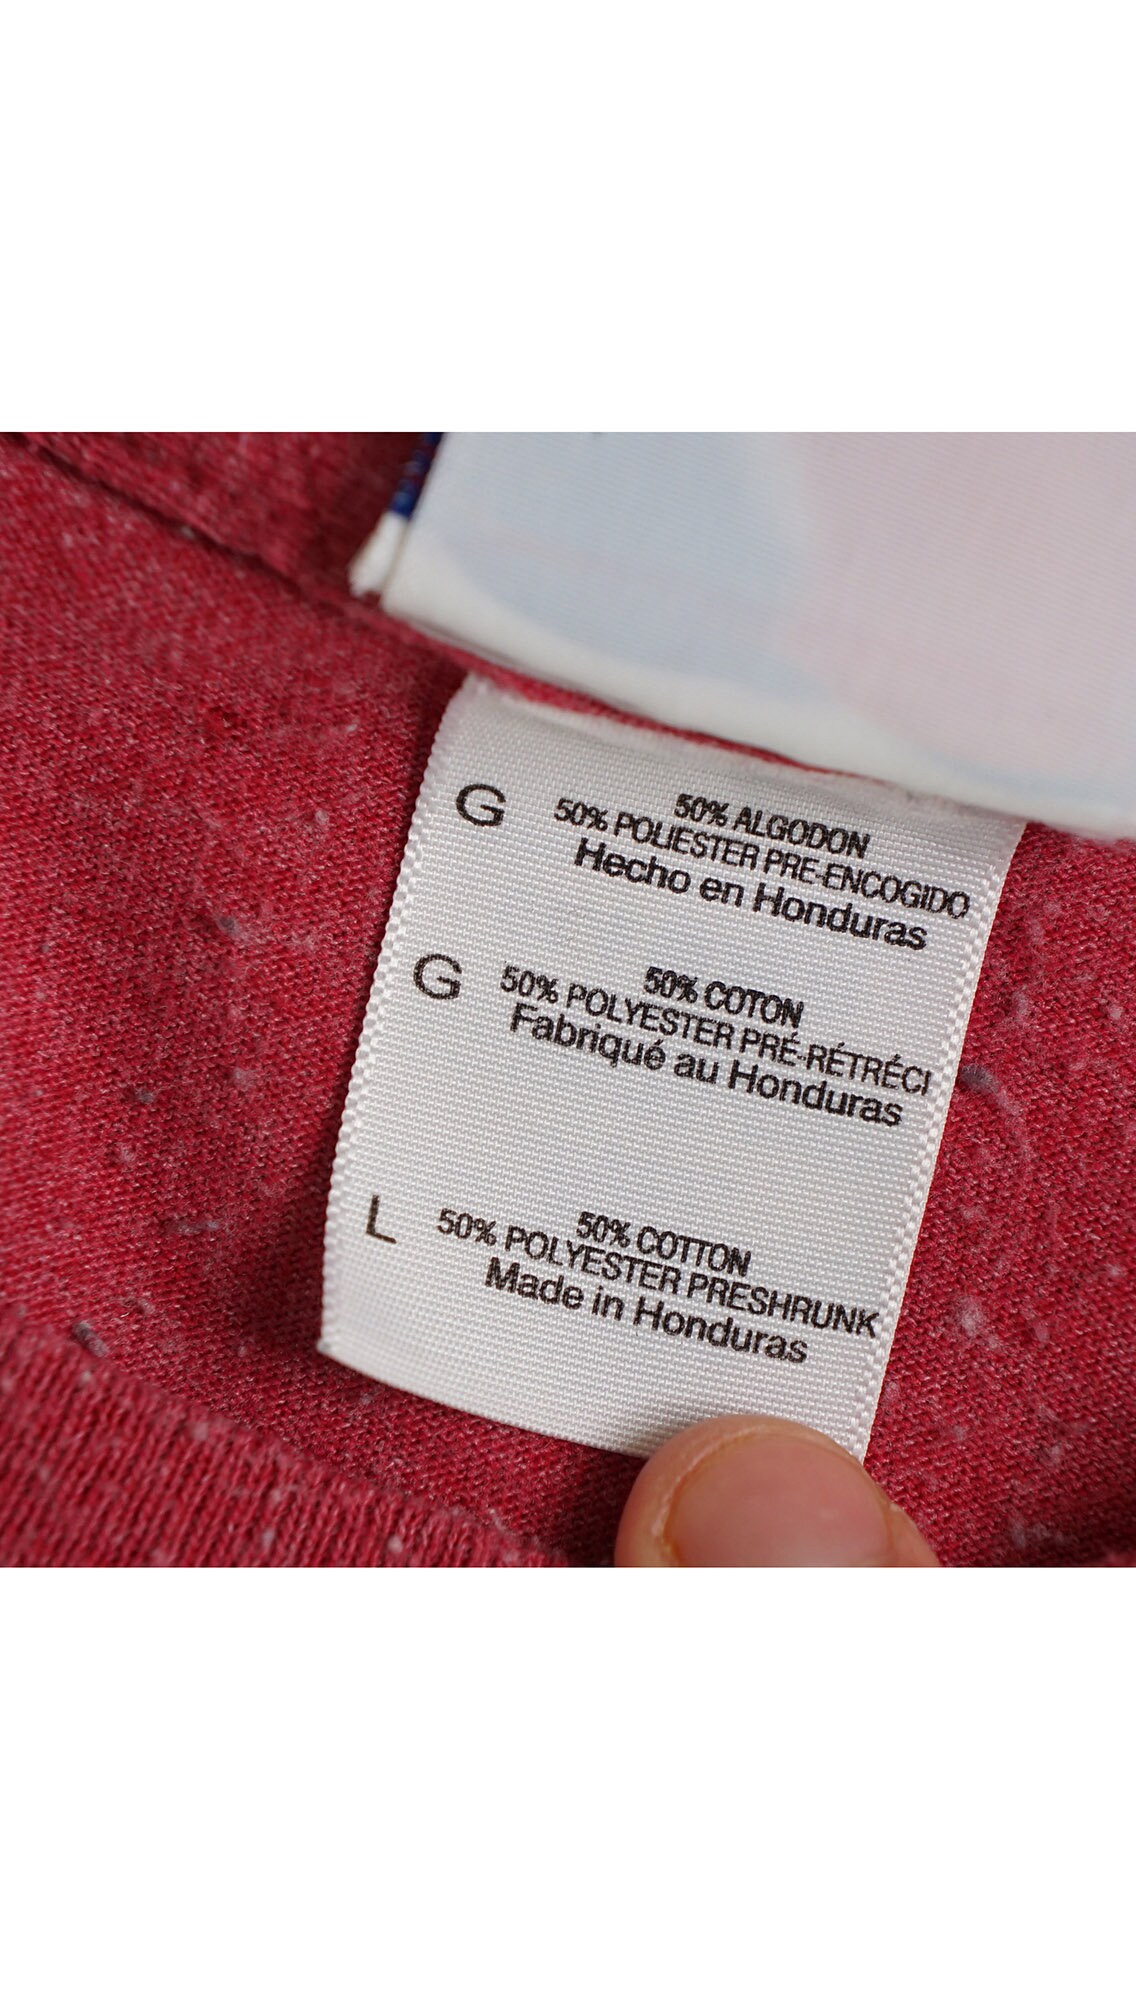 G
50% ALGODON
50% POLIESTER PRE-ENCOGIDO
Hecho en Honduras
G
50% COTON
50% POLYESTER PRÉ-RÉTRÉCI
Fabriqué au Honduras
L
50% COTTON
50% POLYESTER PRESHRUNK
Made in Honduras